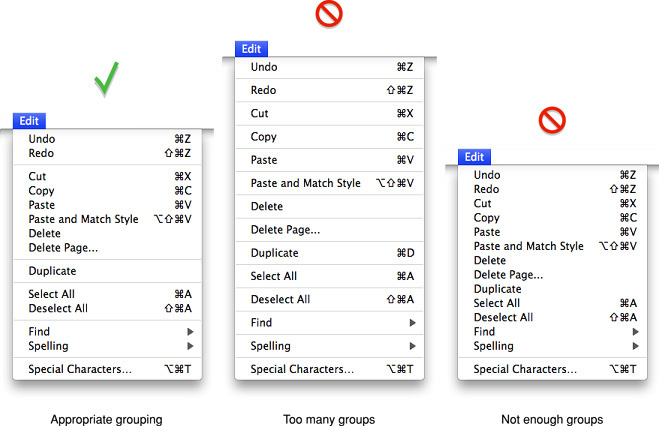 Edit
Undo ⌘Z
Redo ⇧⌘Z
Cut ⌘X
Copy ⌘C
Paste ⌘V
Paste and Match Style ⌥⇧⌘V
Delete
Delete Page...
Duplicate
Select All ⌘A
Deselect All ⇧⌘A
Find
Spelling
Special Characters... ⌥⌘T
Appropriate grouping
Edit
Undo ⌘Z
Redo ⇧⌘Z
Cut ⌘X
Copy ⌘C
Paste ⌘V
Paste and Match Style ⌥⇧⌘V
Delete
Delete Page...
Duplicate ⌘D
Select All ⌘A
Deselect All ⇧⌘A
Find
Spelling
Special Characters... ⌥⌘T
Too many groups
Edit
Undo ⌘Z
Redo ⇧⌘Z
Cut ⌘X
Copy ⌘C
Paste ⌘V
Paste and Match Style ⌥⇧⌘V
Delete
Delete Page...
Duplicate
Select All ⌘A
Deselect All ⇧⌘A
Find
Spelling
Special Characters... ⌥⌘T
Not enough groups